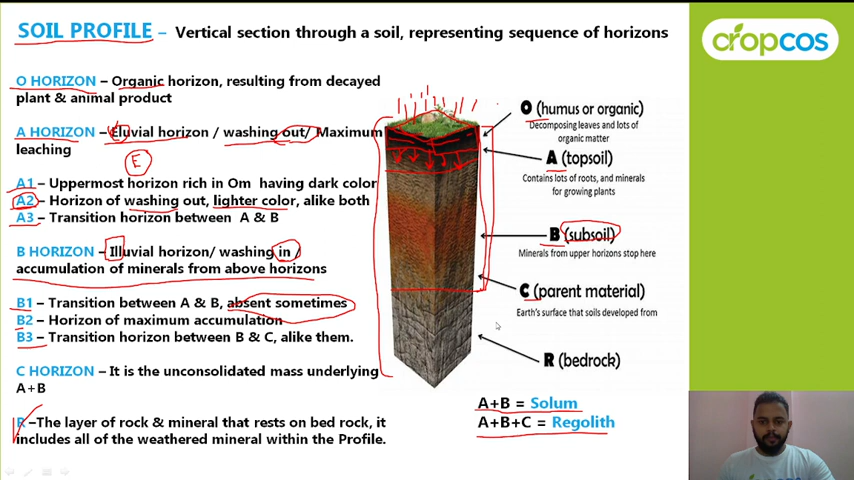 SOIL PROFILE – Vertical section through a soil, representing sequence of horizons
cropcos
O HORIZON – Organic horizon, resulting from decayed
plant & animal product
A HORIZON – Eluvial horizon / washing out/ Maximum
leaching
E
A1 – Uppermost horizon rich in Om having dark color
A2 – Horizon of washing out, lighter color, alike both
A3 – Transition horizon between A & B
B HORIZON – Illuvial horizon/ washing in /
accumulation of minerals from above horizons
B1 – Transition between A & B, absent sometimes
B2 – Horizon of maximum accumulation
B3 – Transition horizon between B & C, alike them.
C HORIZON – It is the unconsolidated mass underlying
A+B
R –The layer of rock & mineral that rests on bed rock, it
includes all of the weathered mineral within the Profile.
O (humus or organic)
Decomposing leaves and lots of
organic matter
A (topsoil)
Contains lots of roots, and minerals
for growing plants
B (subsoil)
Minerals from upper horizons stop here
C (parent material)
Earth's surface that soils developed from
R (bedrock)
A+B = Solum
A+B+C = Regolith